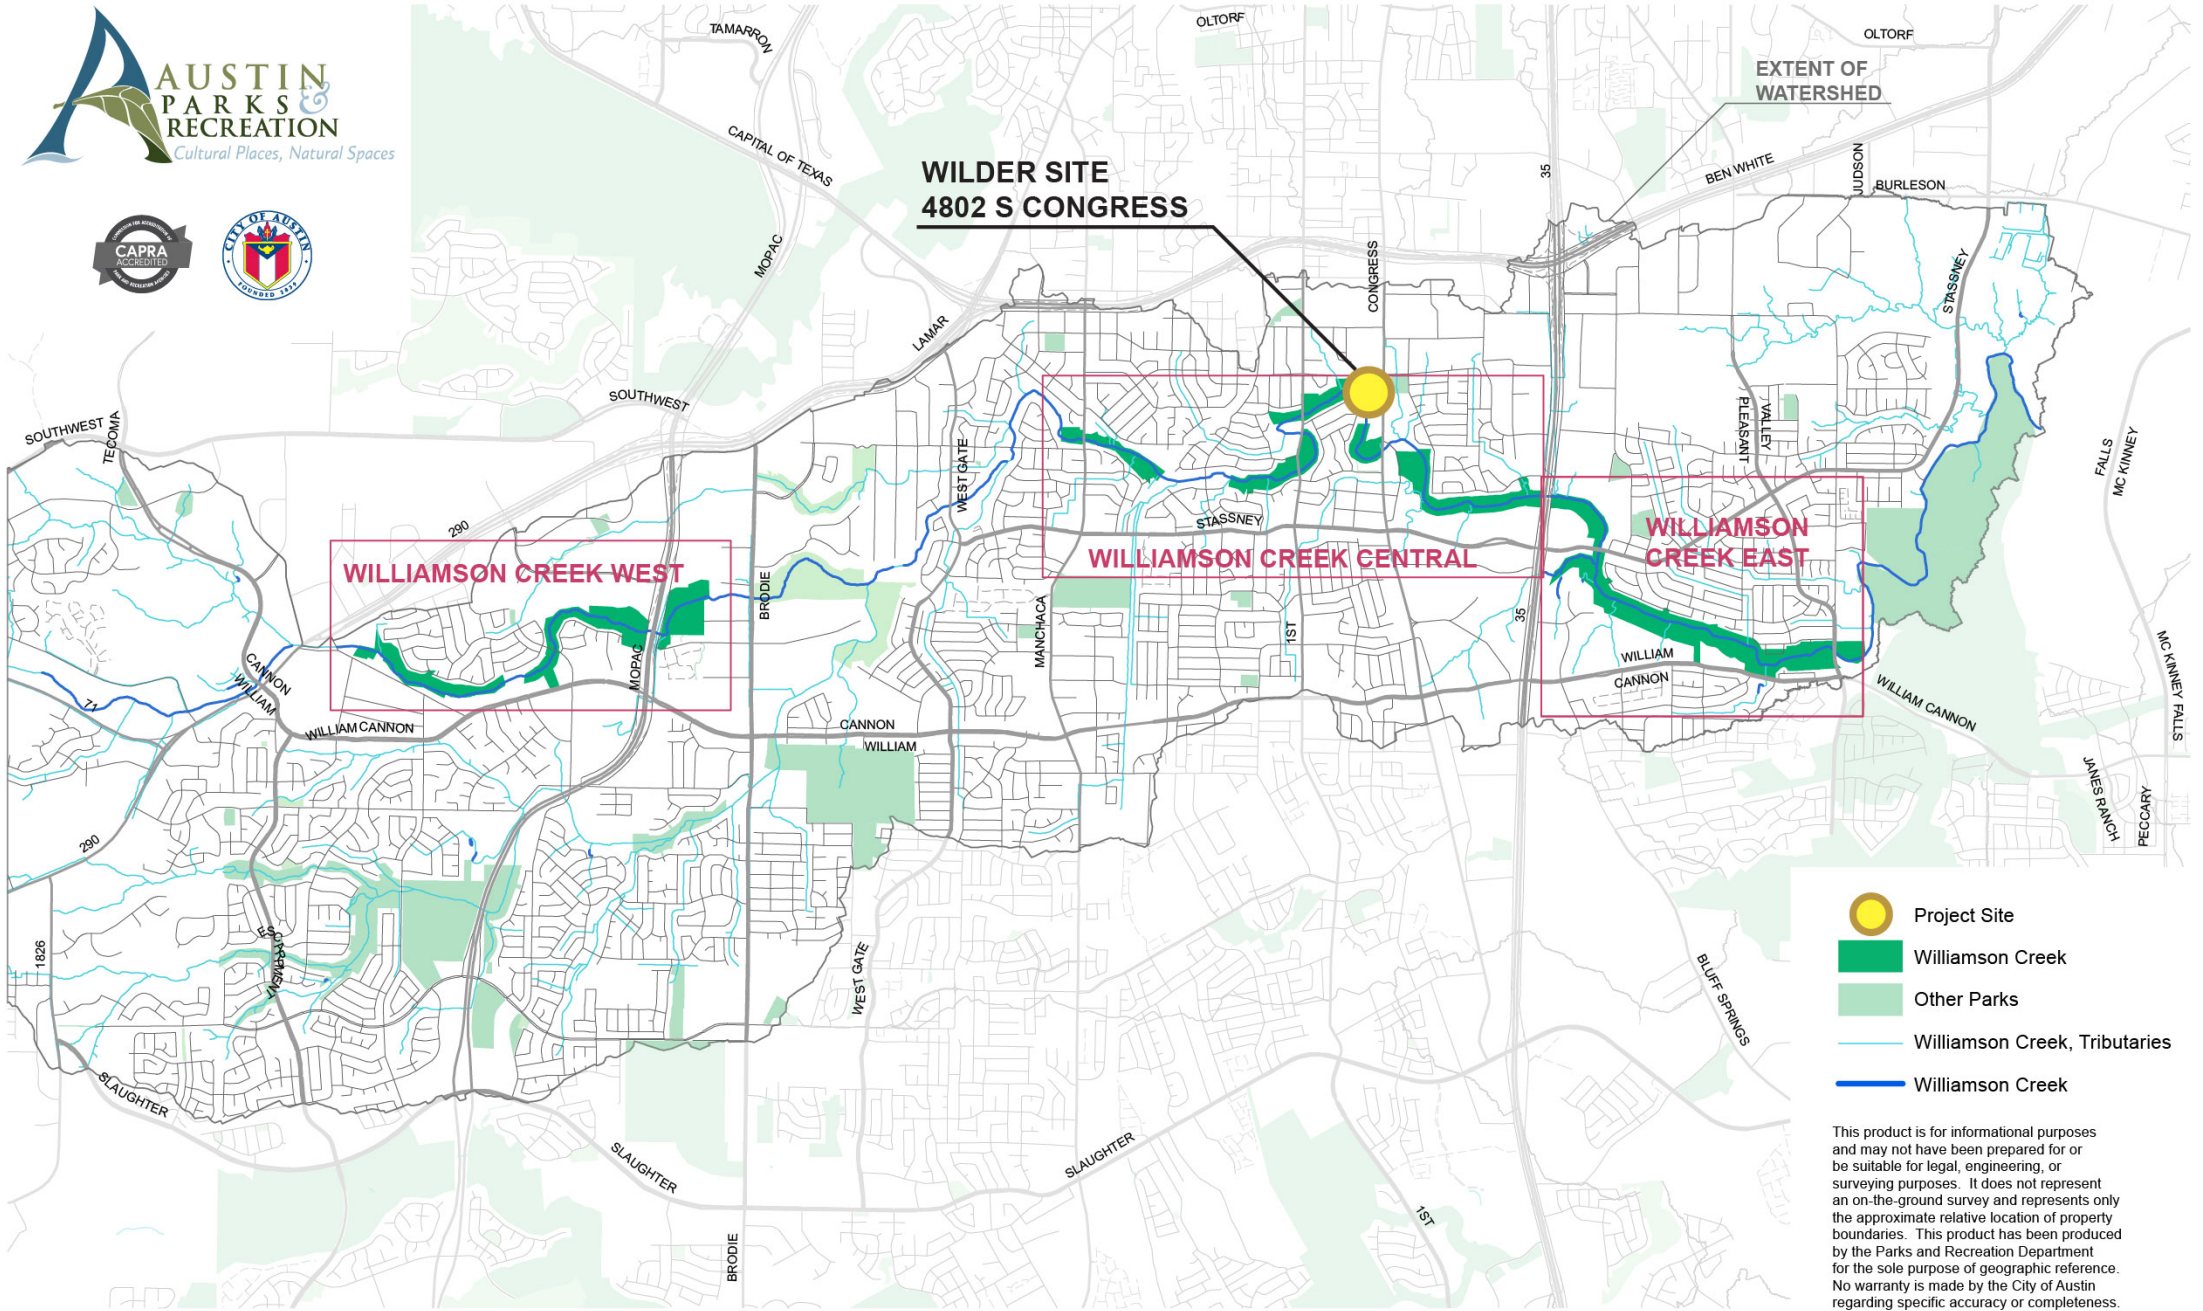 AUSTIN
PARKS &
RECREATION
Cultural Places, Natural Spaces
CAPRA
ACCREDITED
CITY OF AUSTIN
FOUNDED 1839
TAMARRON
OLTORF
OLTORF
EXTENT OF
WATERSHED
CAPITAL OF TEXAS
WILDER SITE
4802 S CONGRESS
35
BEN WHITE
JUDSON
BURLESON
MOPAC
CONGRESS
STASSNEY
LAMAR
SOUTHWEST
SOUTHWEST
TECOMA
WEST GATE
PLEASANT
VALLEY
FALLS
MC KINNEY
290
STASSNEY
WILLIAMSON
CREEK EAST
WILLIAMSON CREEK CENTRAL
WILLIAMSON CREEK WEST
BRODIE
MANCHACA
1ST
35
MOPAC
WILLIAM
CANNON
CANNON
WILLIAM
71
WILLIAM CANNON
CANNON
WILLIAM
WILLIAM CANNON
MC KINNEY FALLS
JANES RANCH
PECCARY
290
1826
ESCARPMENT
WEST GATE
BLUFF SPRINGS
SLAUGHTER
SLAUGHTER
SLAUGHTER
1ST
BRODIE
Project Site
Williamson Creek
Other Parks
Williamson Creek, Tributaries
Williamson Creek
This product is for informational purposes
and may not have been prepared for or
be suitable for legal, engineering, or
surveying purposes. It does not represent
an on-the-ground survey and represents only
the approximate relative location of property
boundaries. This product has been produced
by the Parks and Recreation Department
for the sole purpose of geographic reference.
No warranty is made by the City of Austin
regarding specific accuracy or completeness.